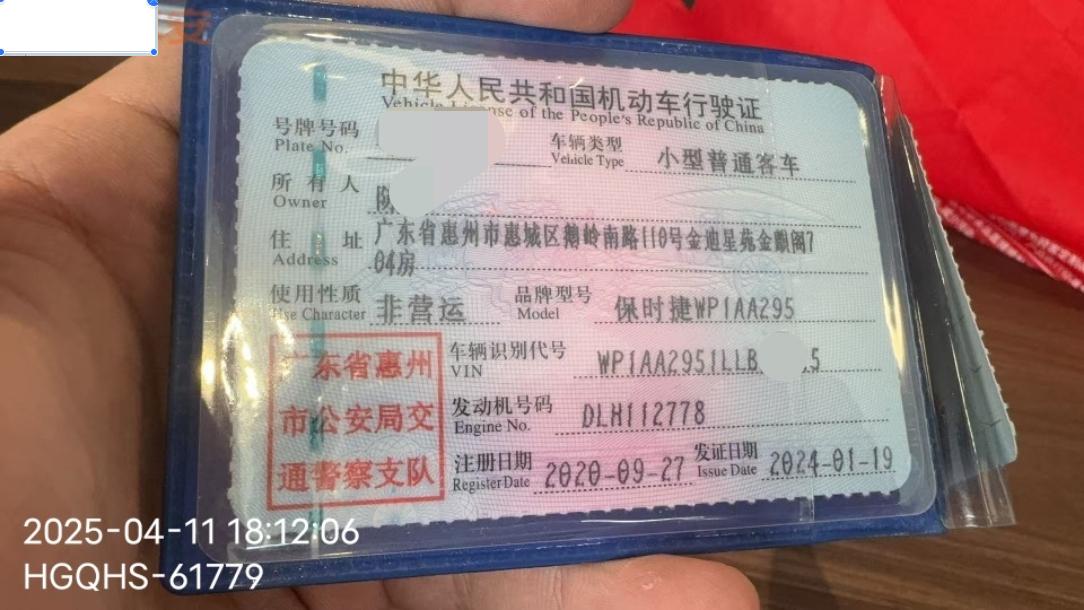 中华人民共和国机动车行驶证
Vehicle License of the People's Republic of China
号牌号码
Plate No.
车辆类型 小型普通客车
Vehicle Type
所有人
Owner
住址 广东省惠州市惠城区鹅岭南路110号金迪星苑金麒阁7
Address 04房
使用性质 非营运
Use Character
品牌型号 保时捷WP1AA295
Model
广东省惠州
市公安局交
通警察支队
车辆识别代号 WP1AA2951LLB 5
VIN
发动机号码 DLH112778
Engine No.
注册日期 2020-09-27
Register Date
发证日期 2024-01-19
Issue Date
2025-04-11 18:12:06
HGQHS-61779